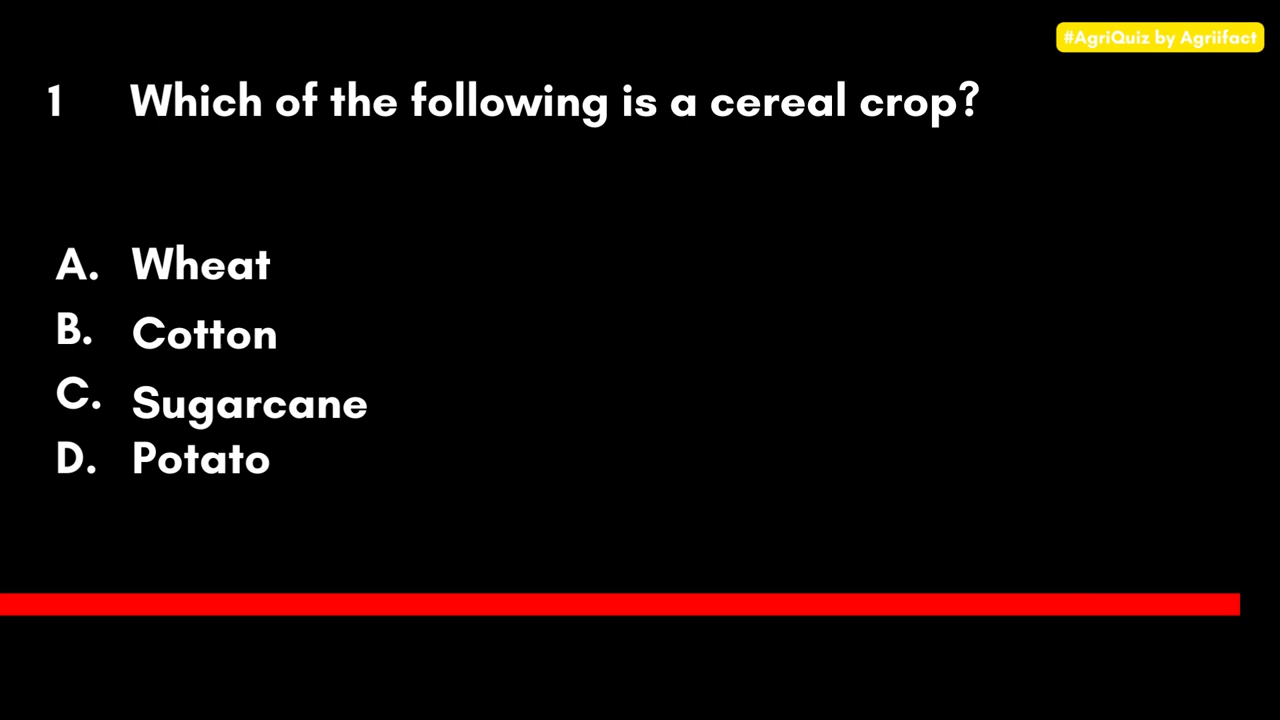 #AgriQuiz by Agriifact
1 Which of the following is a cereal crop?
A. Wheat
B. Cotton
C. Sugarcane
D. Potato